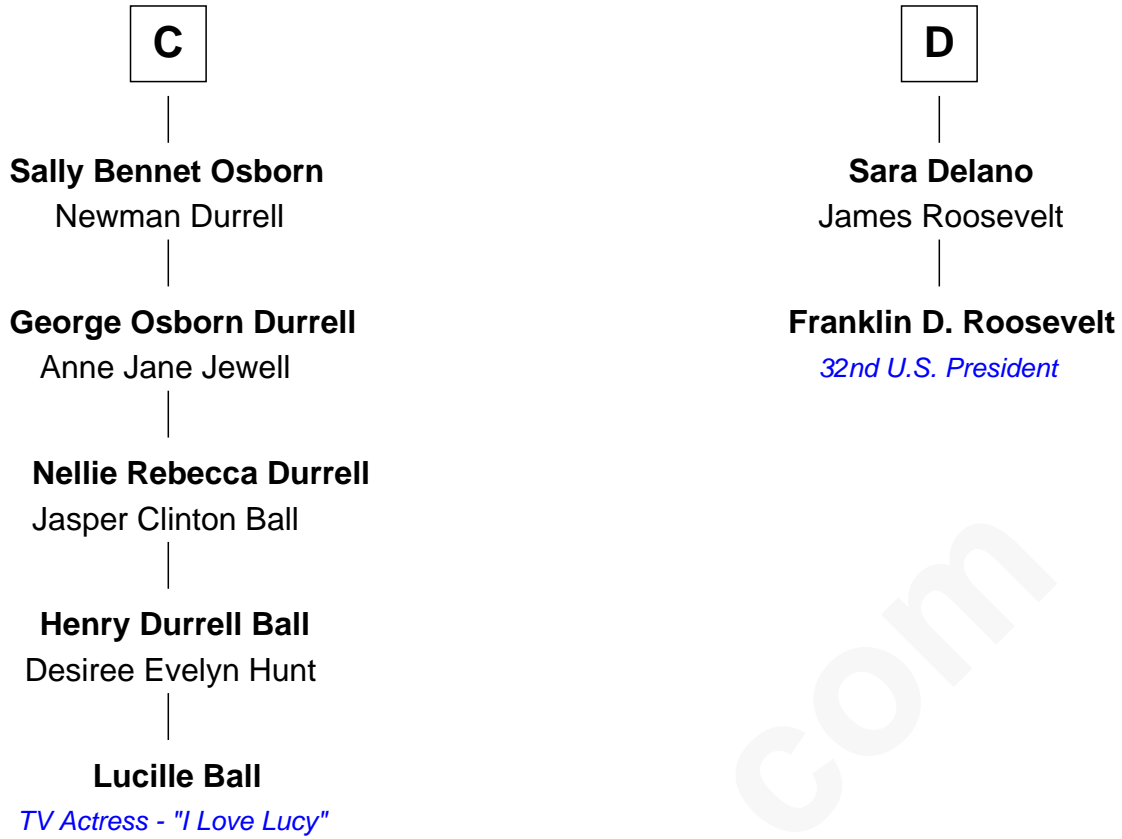 C
Sally Bennet Osborn
Newman Durrell
George Osborn Durrell
Anne Jane Jewell
Nellie Rebecca Durrell
Jasper Clinton Ball
Henry Durrell Ball
Desiree Evelyn Hunt
Lucille Ball
TV Actress - "I Love Lucy"
D
Sara Delano
James Roosevelt
Franklin D. Roosevelt
32nd U.S. President
com